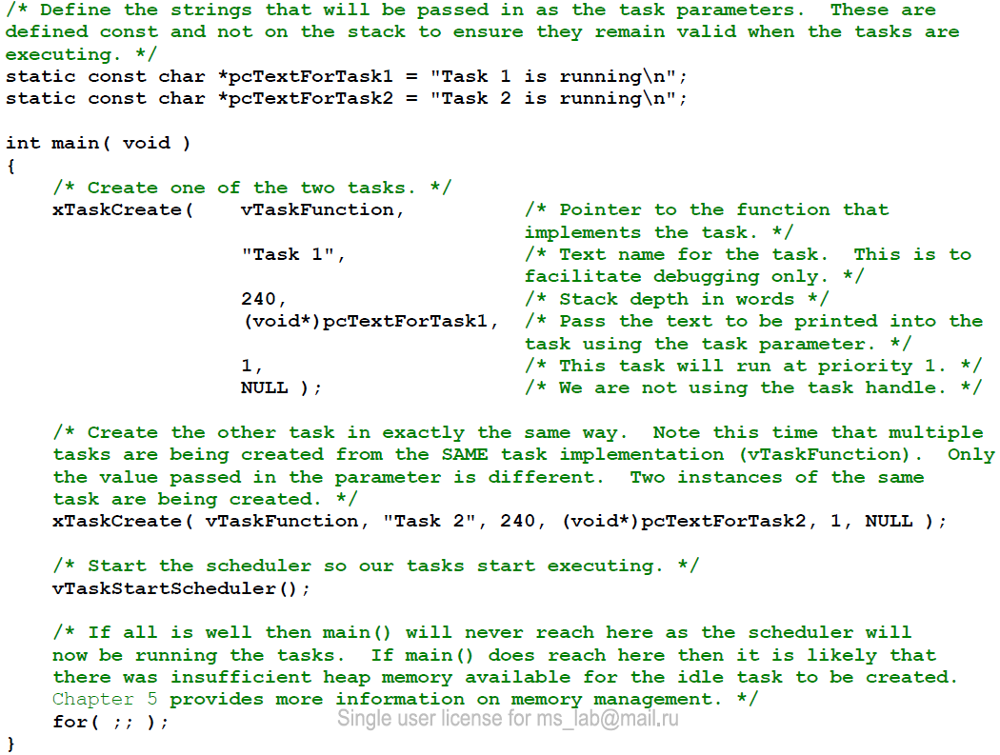 /* Define the strings that will be passed in as the task parameters.  These are
defined const and not on the stack to ensure they remain valid when the tasks are
executing. */
static const char *pcTextForTask1 = "Task 1 is running\n";
static const char *pcTextForTask2 = "Task 2 is running\n";

int main( void )
{
    /* Create one of the two tasks. */
    xTaskCreate(    vTaskFunction,          /* Pointer to the function that
                                            implements the task. */
                    "Task 1",               /* Text name for the task.  This is to
                                            facilitate debugging only. */
                    240,                    /* Stack depth in words */
                    (void*)pcTextForTask1,  /* Pass the text to be printed into the
                                            task using the task parameter. */
                    1,                      /* This task will run at priority 1. */
                    NULL );                 /* We are not using the task handle. */

    /* Create the other task in exactly the same way.  Note this time that multiple
    tasks are being created from the SAME task implementation (vTaskFunction).  Only
    the value passed in the parameter is different.  Two instances of the same
    task are being created. */
    xTaskCreate( vTaskFunction, "Task 2", 240, (void*)pcTextForTask2, 1, NULL );

    /* Start the scheduler so our tasks start executing. */
    vTaskStartScheduler();

    /* If all is well then main() will never reach here as the scheduler will
    now be running the tasks.  If main() does reach here then it is likely that
    there was insufficient heap memory available for the idle task to be created.
    Chapter 5 provides more information on memory management. */
    for( ;; );
Single user license for ms_lab@mail.ru
}